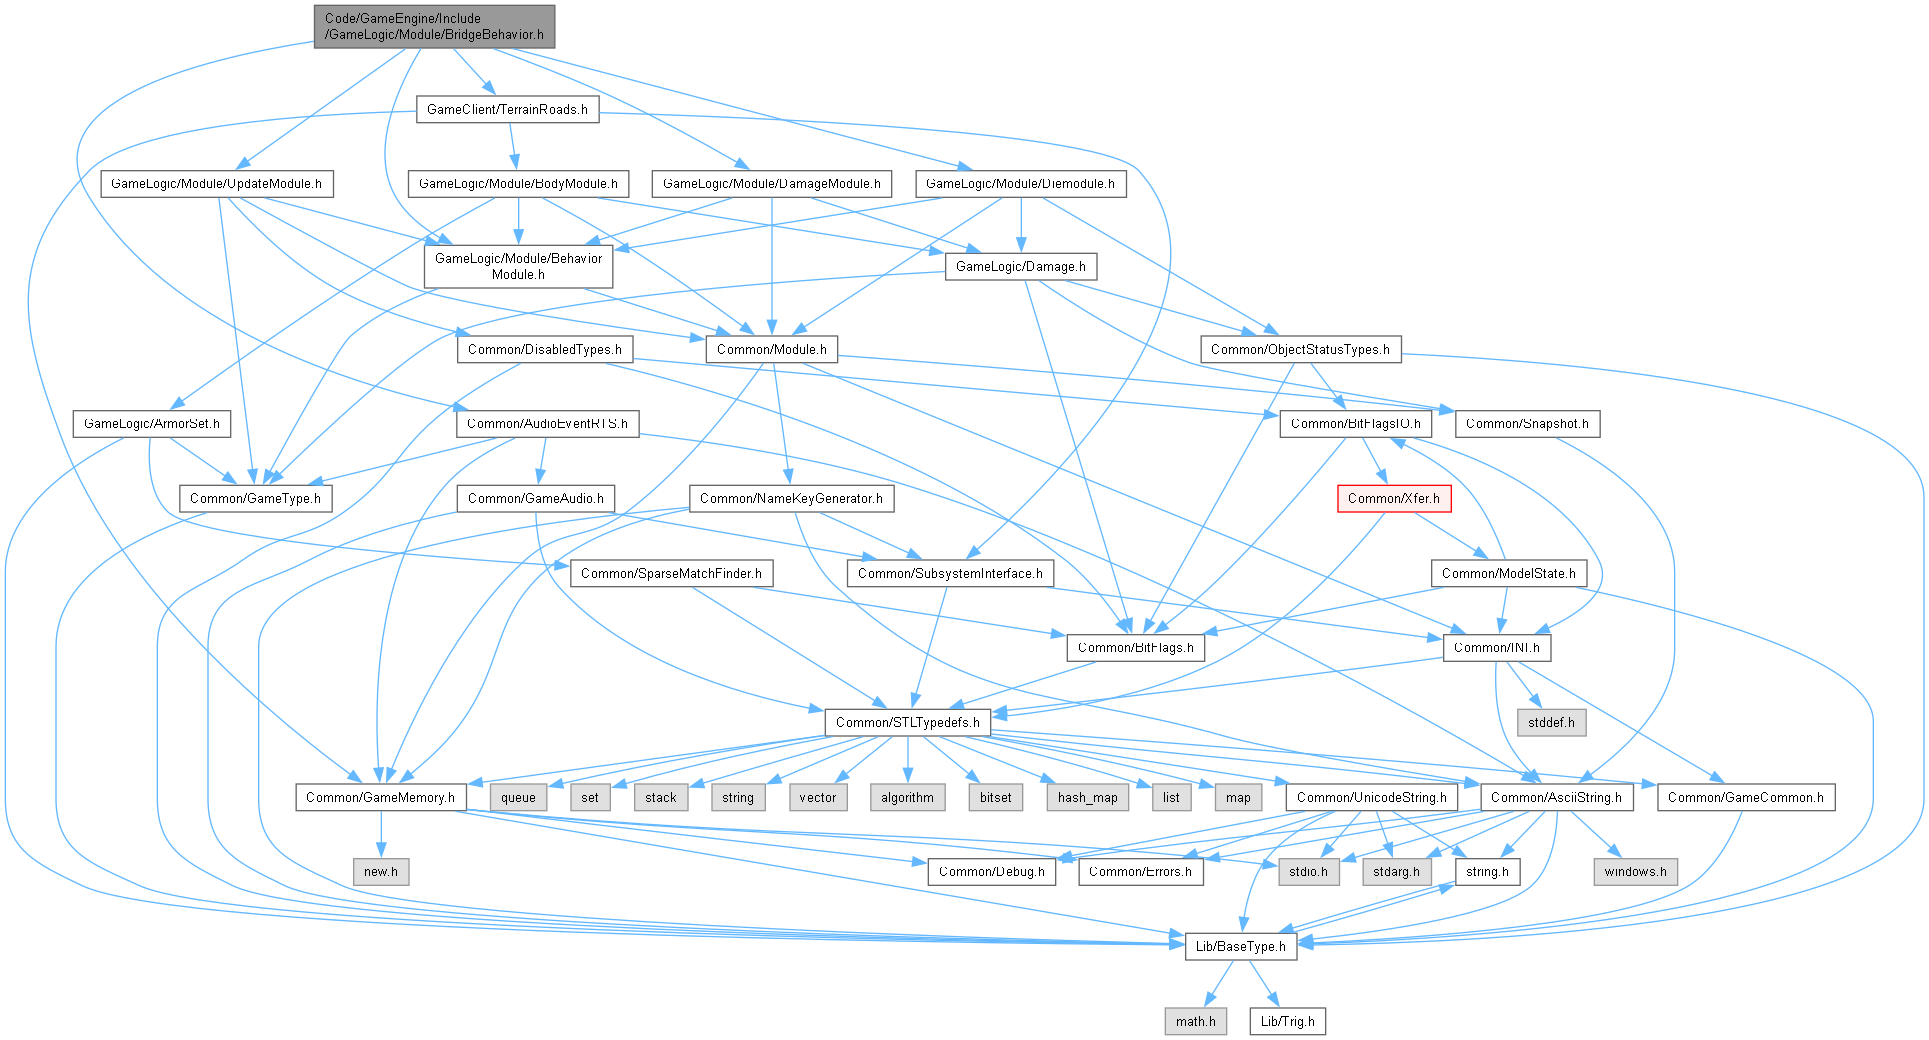 Code/GameEngine/Include
/GameLogic/Module/BridgeBehavior.h
GameClient/TerrainRoads.h
GameLogic/Module/UpdateModule.h
GameLogic/Module/BodyModule.h
GameLogic/Module/DamageModule.h
GameLogic/Module/DieModule.h
GameLogic/Module/Behavior
Module.h
GameLogic/Damage.h
Common/DisabledTypes.h
Common/Module.h
Common/ObjectStatusTypes.h
GameLogic/ArmorSet.h
Common/AudioEventRTS.h
Common/BitFlagsIO.h
Common/Snapshot.h
Common/GameType.h
Common/GameAudio.h
Common/NameKeyGenerator.h
Common/Xfer.h
Common/SparseMatchFinder.h
Common/SubsystemInterface.h
Common/ModelState.h
Common/BitFlags.h
Common/INI.h
Common/STLTypedefs.h
stddef.h
Common/GameMemory.h
queue
set
stack
string
vector
algorithm
bitset
hash_map
list
map
Common/UnicodeString.h
Common/AsciiString.h
Common/GameCommon.h
new.h
Common/Debug.h
Common/Errors.h
stdio.h
stdarg.h
string.h
windows.h
Lib/BaseType.h
math.h
Lib/Trig.h